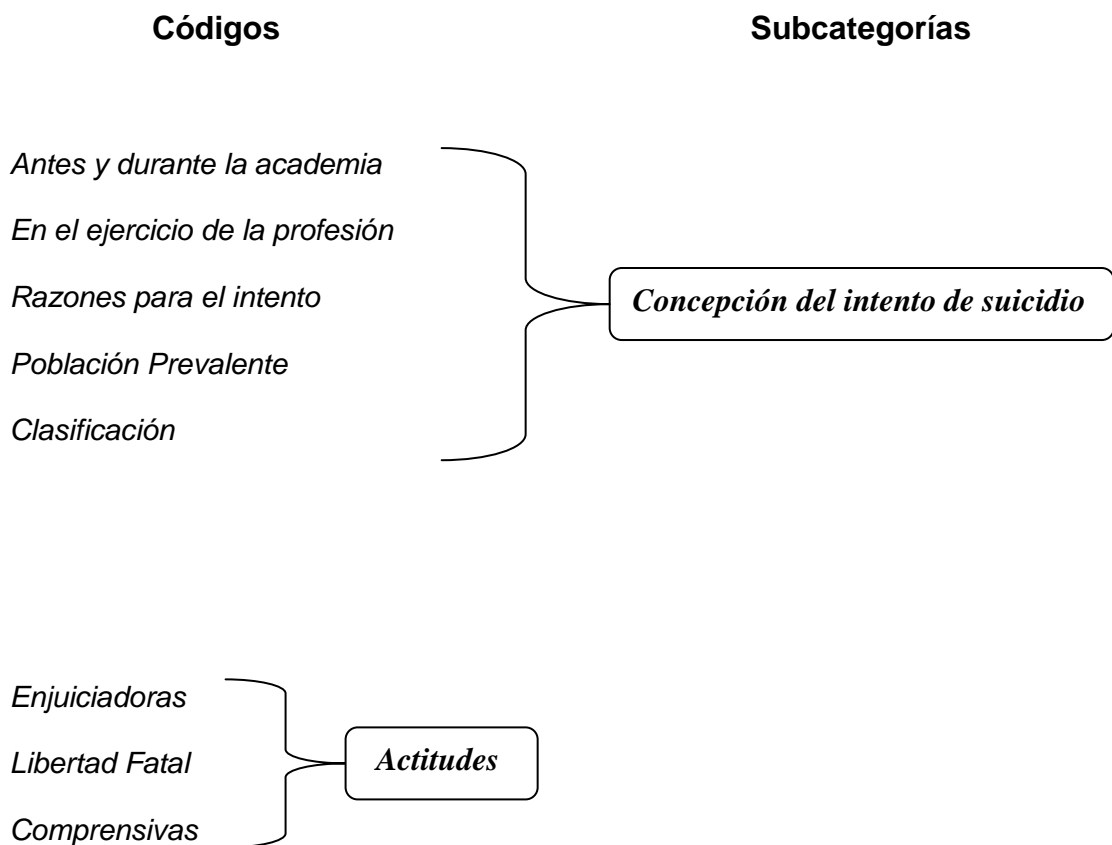 Códigos Subcategorías
Antes y durante la academia
En el ejercicio de la profesión
Razones para el intento
Concepción del intento de suicidio
Población Prevalente
Clasificación
Enjuiciadoras
Libertad Fatal
Actitudes
Comprensivas